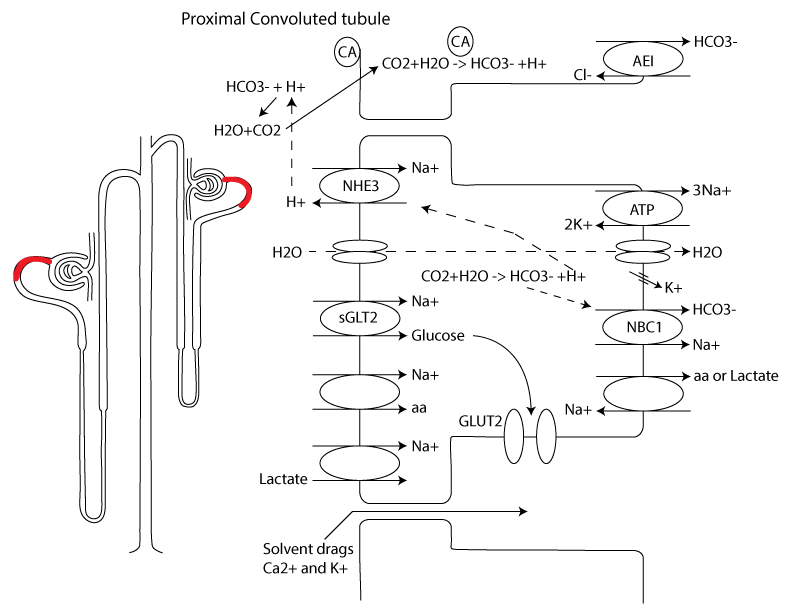 Proximal Convoluted tubule
CA
CA
CO2+H2O -> HCO3- +H+
HCO3-
AEI
Cl-
HCO3- + H+
H2O+CO2
Na+
NHE3
H+
3Na+
ATP
2K+
H2O
H2O
CO2+H2O -> HCO3- +H+
K+
Na+
sGLT2
Glucose
HCO3-
NBC1
Na+
Na+
aa
aa or Lactate
Na+
GLUT2
Na+
Lactate
Solvent drags
Ca2+ and K+